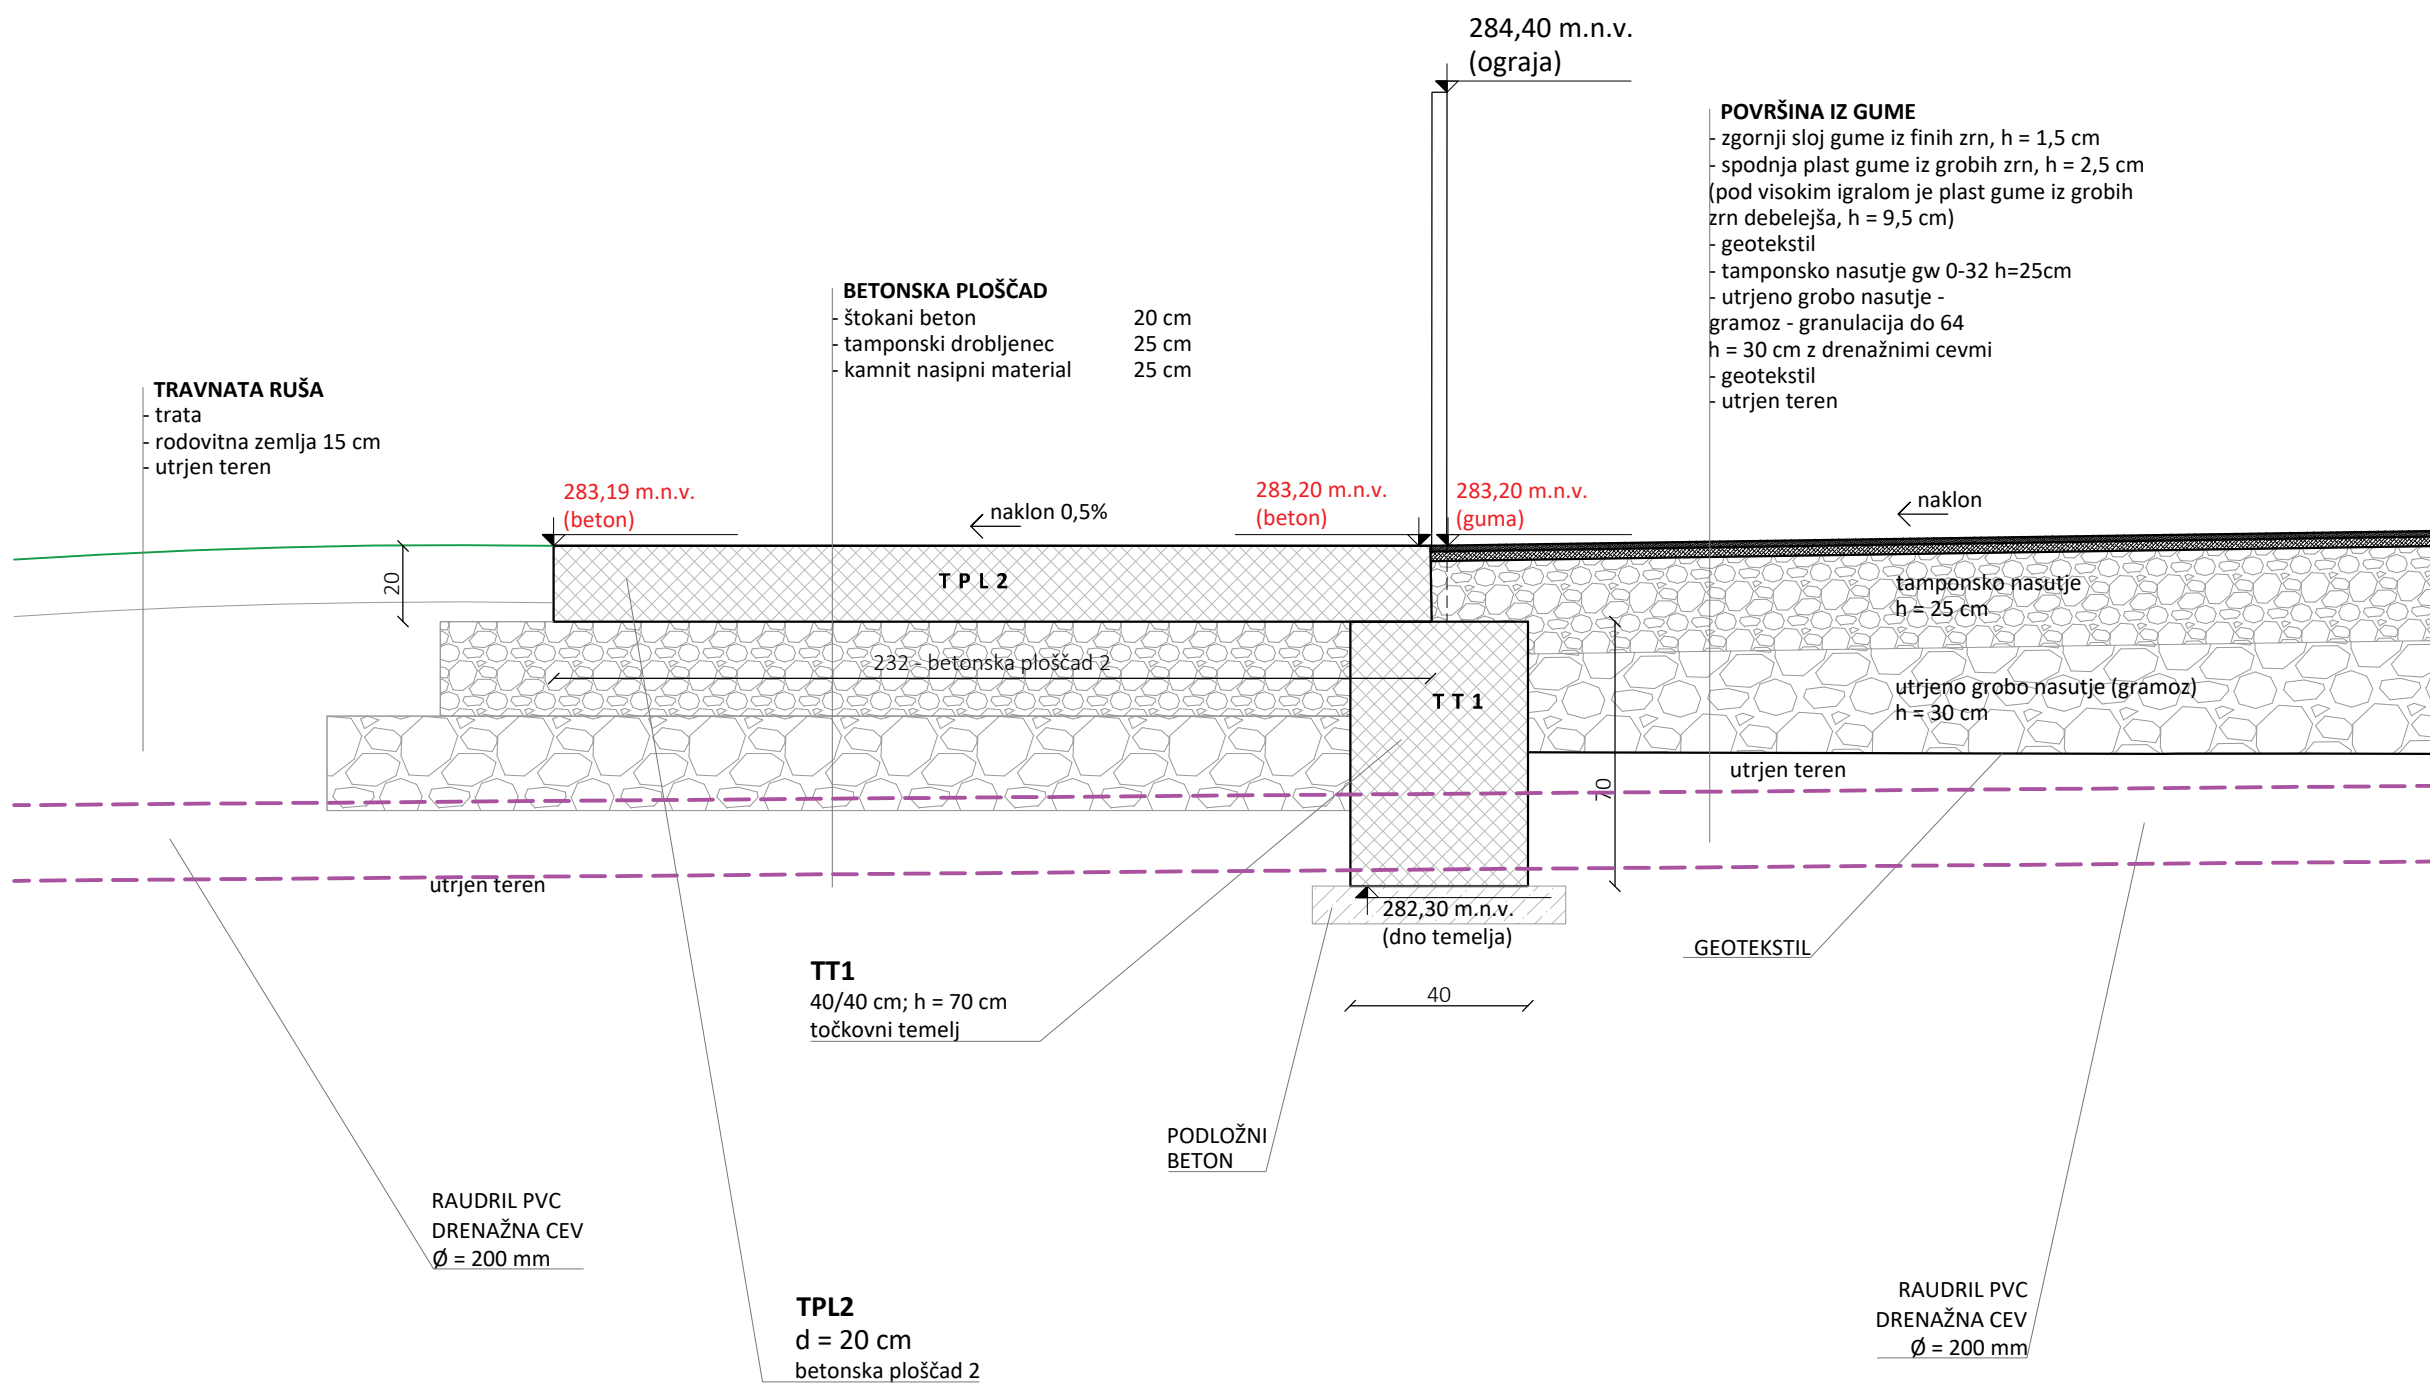 284,40 m.n.v.
(ograja)
POVRŠINA IZ GUME
- zgornji sloj gume iz finih zrn, h = 1,5 cm
- spodnja plast gume iz grobih zrn, h = 2,5 cm
(pod visokim igralom je plast gume iz grobih
zrn debelejša, h = 9,5 cm)
- geotekstil
- tamponsko nasutje gw 0-32 h=25cm
- utrjeno grobo nasutje -
gramoz - granulacija do 64
h = 30 cm z drenažnimi cevmi
- geotekstil
- utrjen teren
BETONSKA PLOŠČAD
- štokani beton 20 cm
- tamponski drobljenec 25 cm
- kamnit nasipni material 25 cm
TRAVNATA RUŠA
- trata
- rodovitna zemlja 15 cm
- utrjen teren
283,19 m.n.v.
(beton)
naklon 0,5%
283,20 m.n.v.
(beton)
283,20 m.n.v.
(guma)
naklon
20
TPL2
tamponsko nasutje
h = 25 cm
232 - betonska ploščad 2
TT1
utrjeno grobo nasutje (gramoz)
h = 30 cm
70
utrjen teren
utrjen teren
282,30 m.n.v.
(dno temelja)
GEOTEKSTIL
TT1
40/40 cm; h = 70 cm
točkovni temelj
40
PODLOŽNI
BETON
RAUDRIL PVC
DRENAŽNA CEV
Ø = 200 mm
TPL2
d = 20 cm
betonska ploščad 2
RAUDRIL PVC
DRENAŽNA CEV
Ø = 200 mm